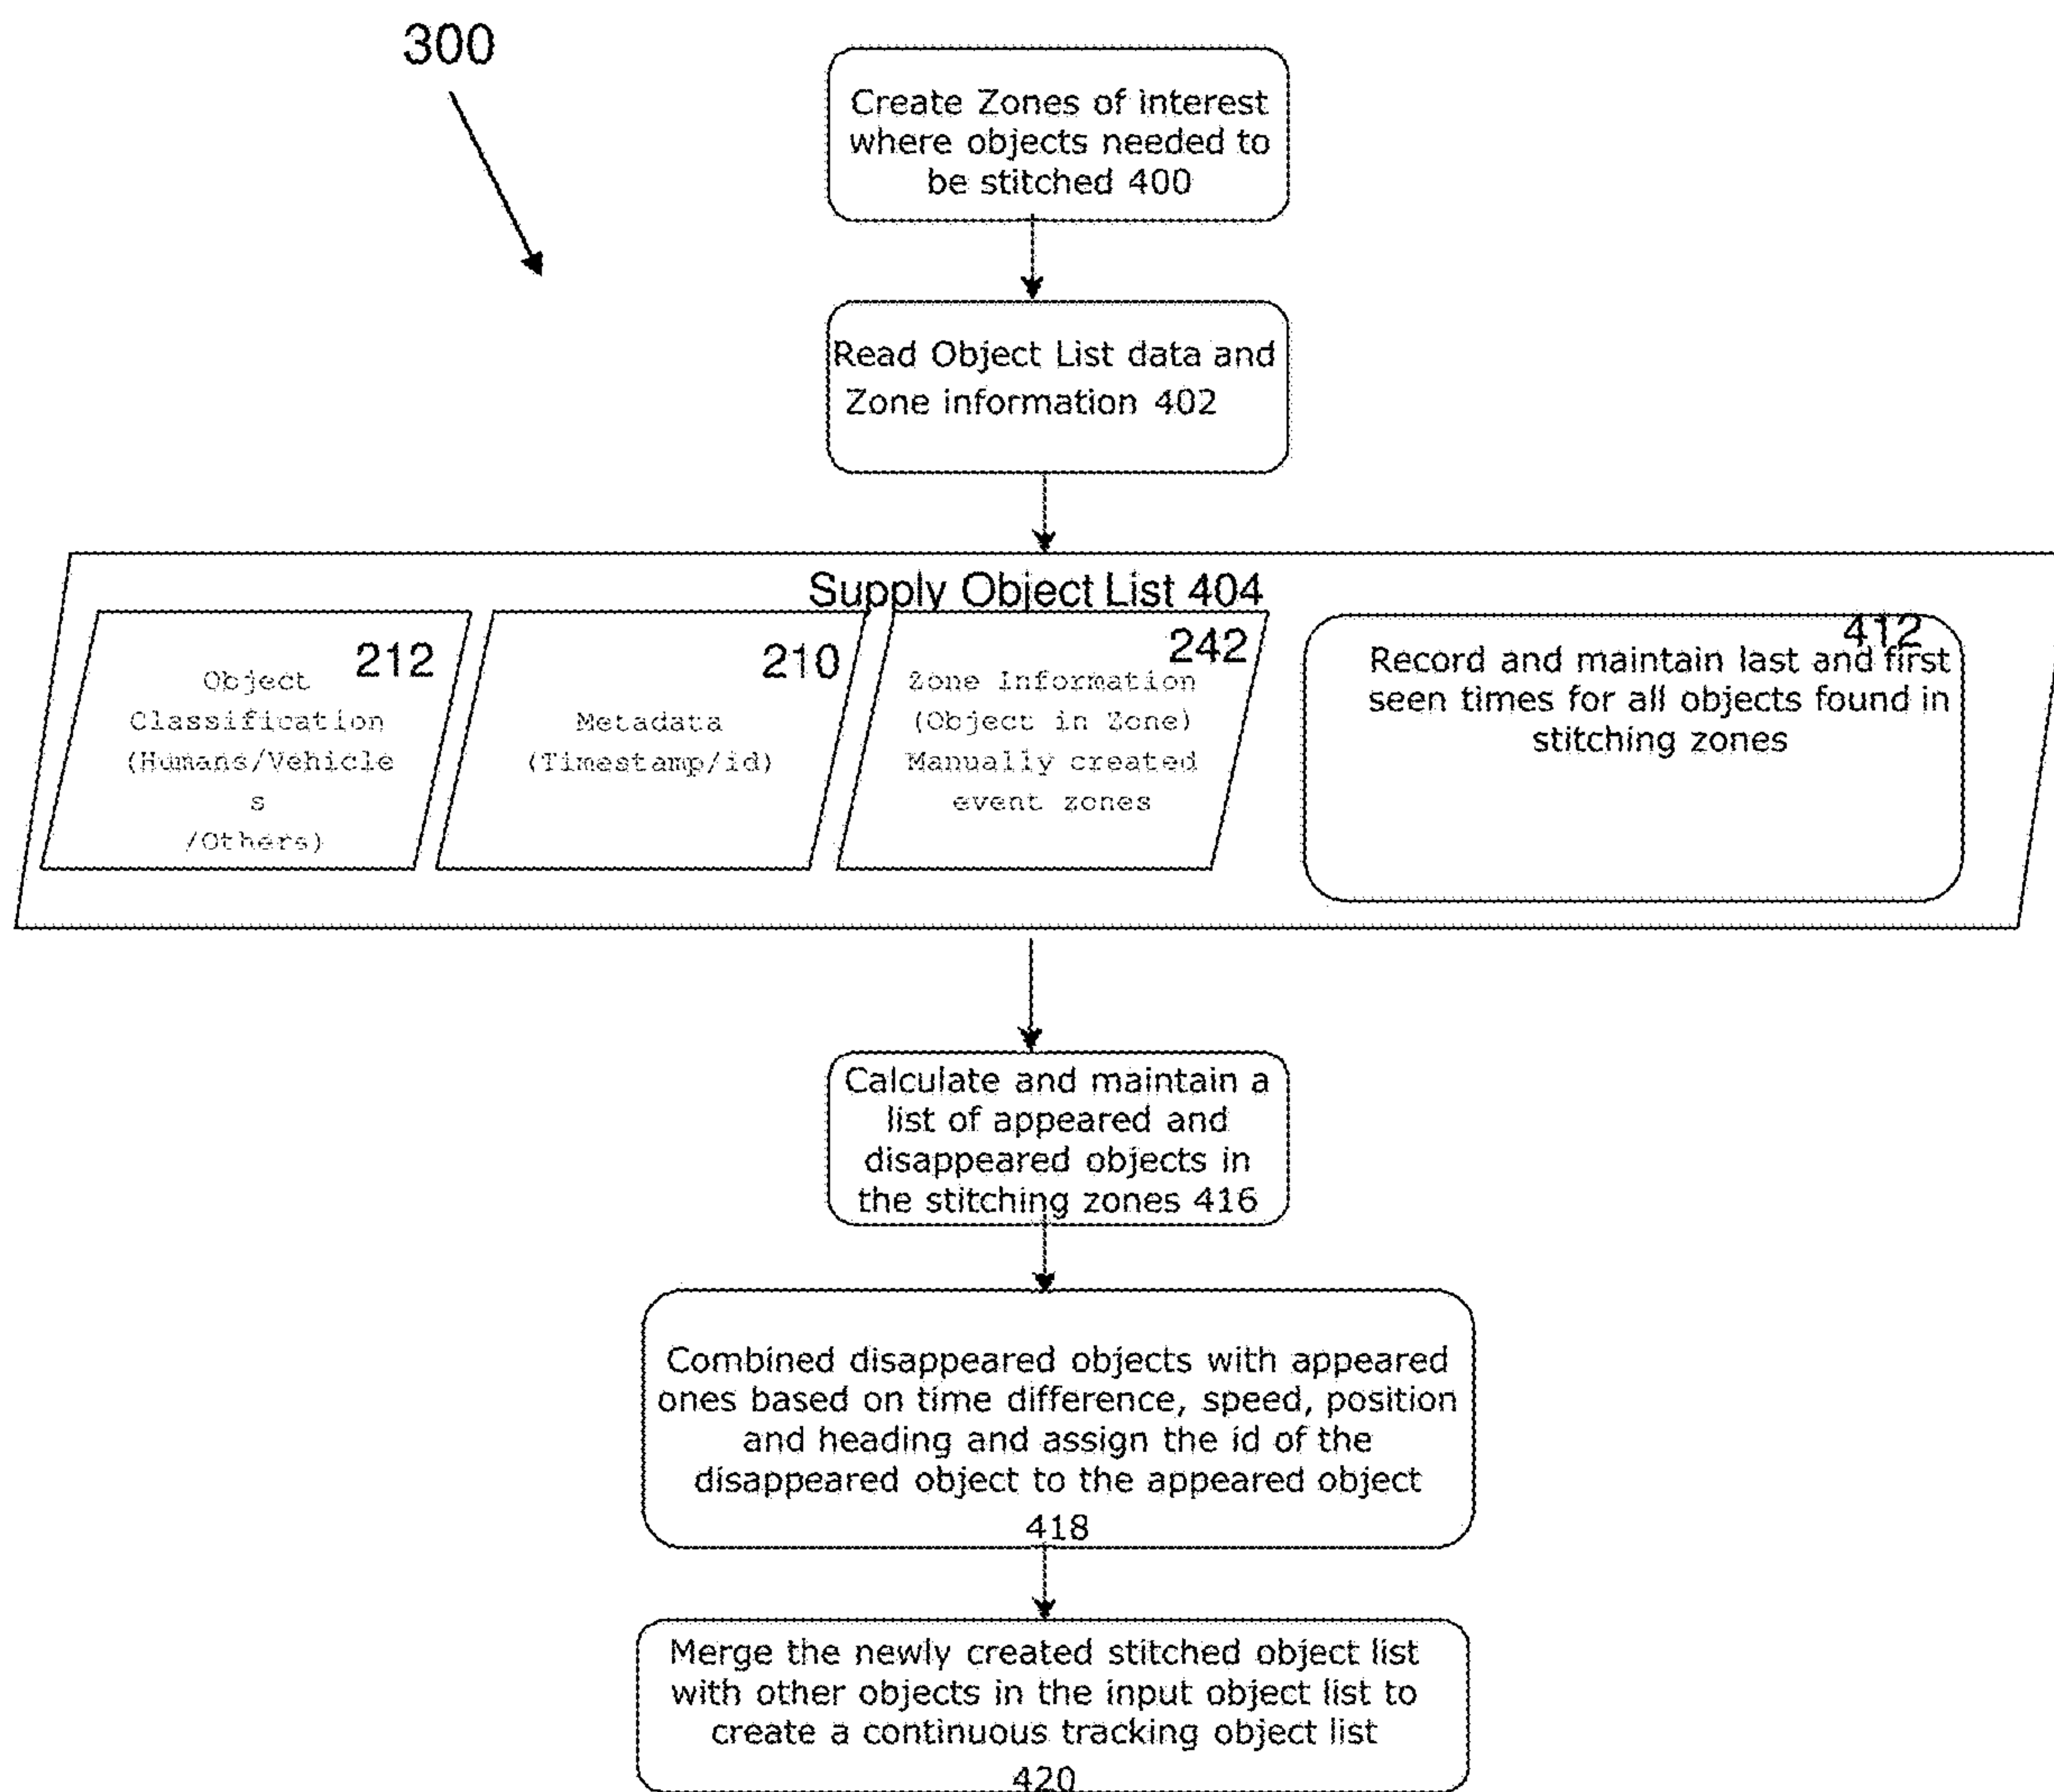 300
Create Zones of interest
where objects needed to
be stitched 400
Read Object List data and
Zone information 402
Supply Object List 404
212
Object
Classification
(Humans/Vehicle
s
/Others)
210
Metadata
(Timestamp/id)
242
Zone Information
(Object in Zone)
Manually created
event zones
412
Record and maintain last and first
seen times for all objects found in
stitching zones
Calculate and maintain a
list of appeared and
disappeared objects in
the stitching zones 416
Combined disappeared objects with appeared
ones based on time difference, speed, position
and heading and assign the id of the
disappeared object to the appeared object
418
Merge the newly created stitched object list
with other objects in the input object list to
create a continuous tracking object list
420